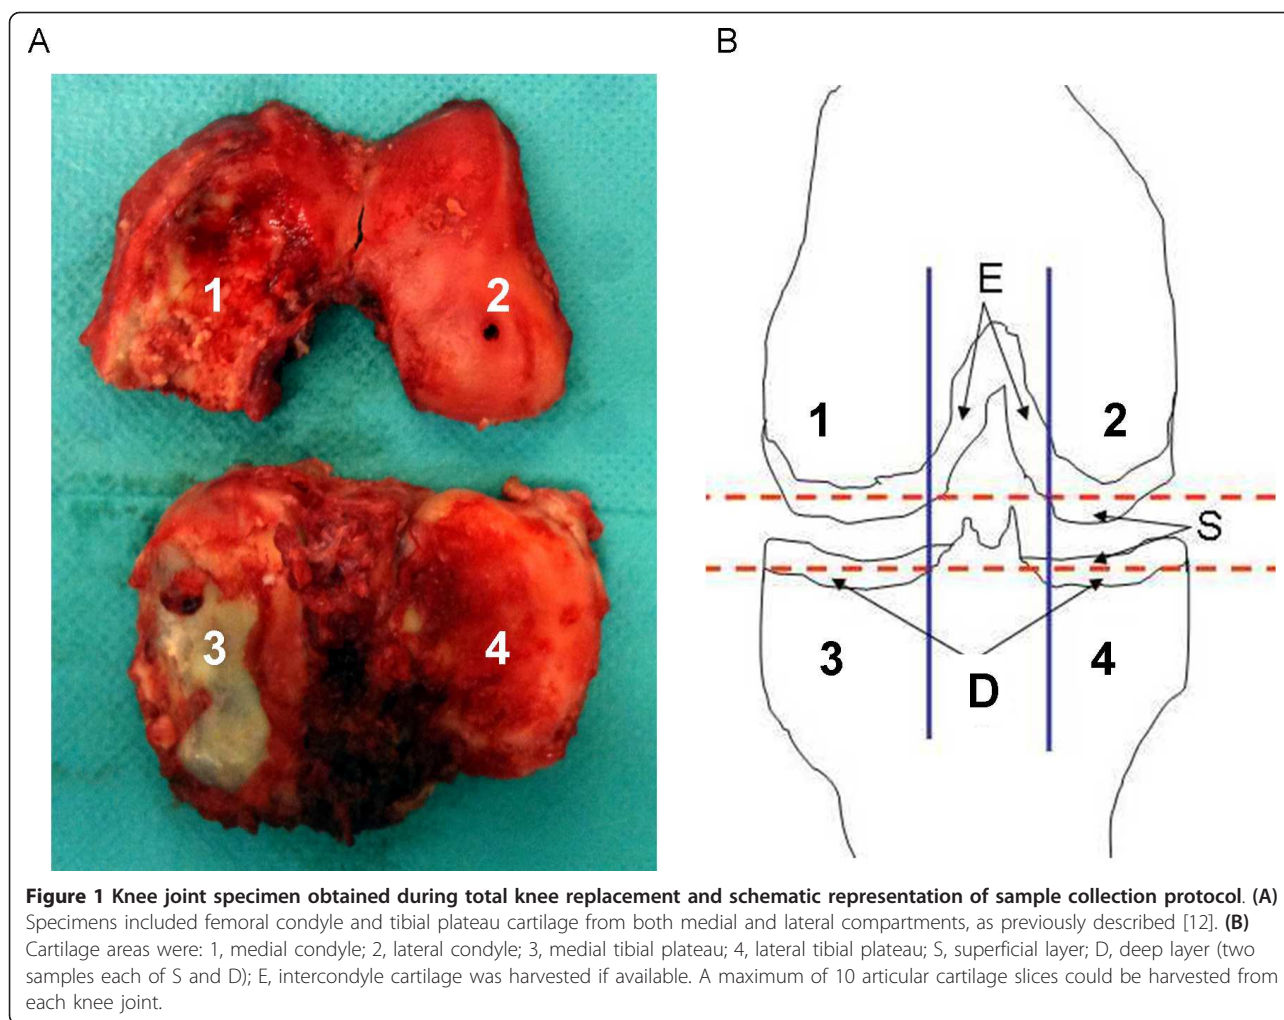 A
B
1
2
3
4
E
1
2
S
3
4
D
Figure 1 Knee joint specimen obtained during total knee replacement and schematic representation of sample collection protocol. (A)
Specimens included femoral condyle and tibial plateau cartilage from both medial and lateral compartments, as previously described [12]. (B)
Cartilage areas were: 1, medial condyle; 2, lateral condyle; 3, medial tibial plateau; 4, lateral tibial plateau; S, superficial layer; D, deep layer (two
samples each of S and D); E, intercondyle cartilage was harvested if available. A maximum of 10 articular cartilage slices could be harvested from
each knee joint.